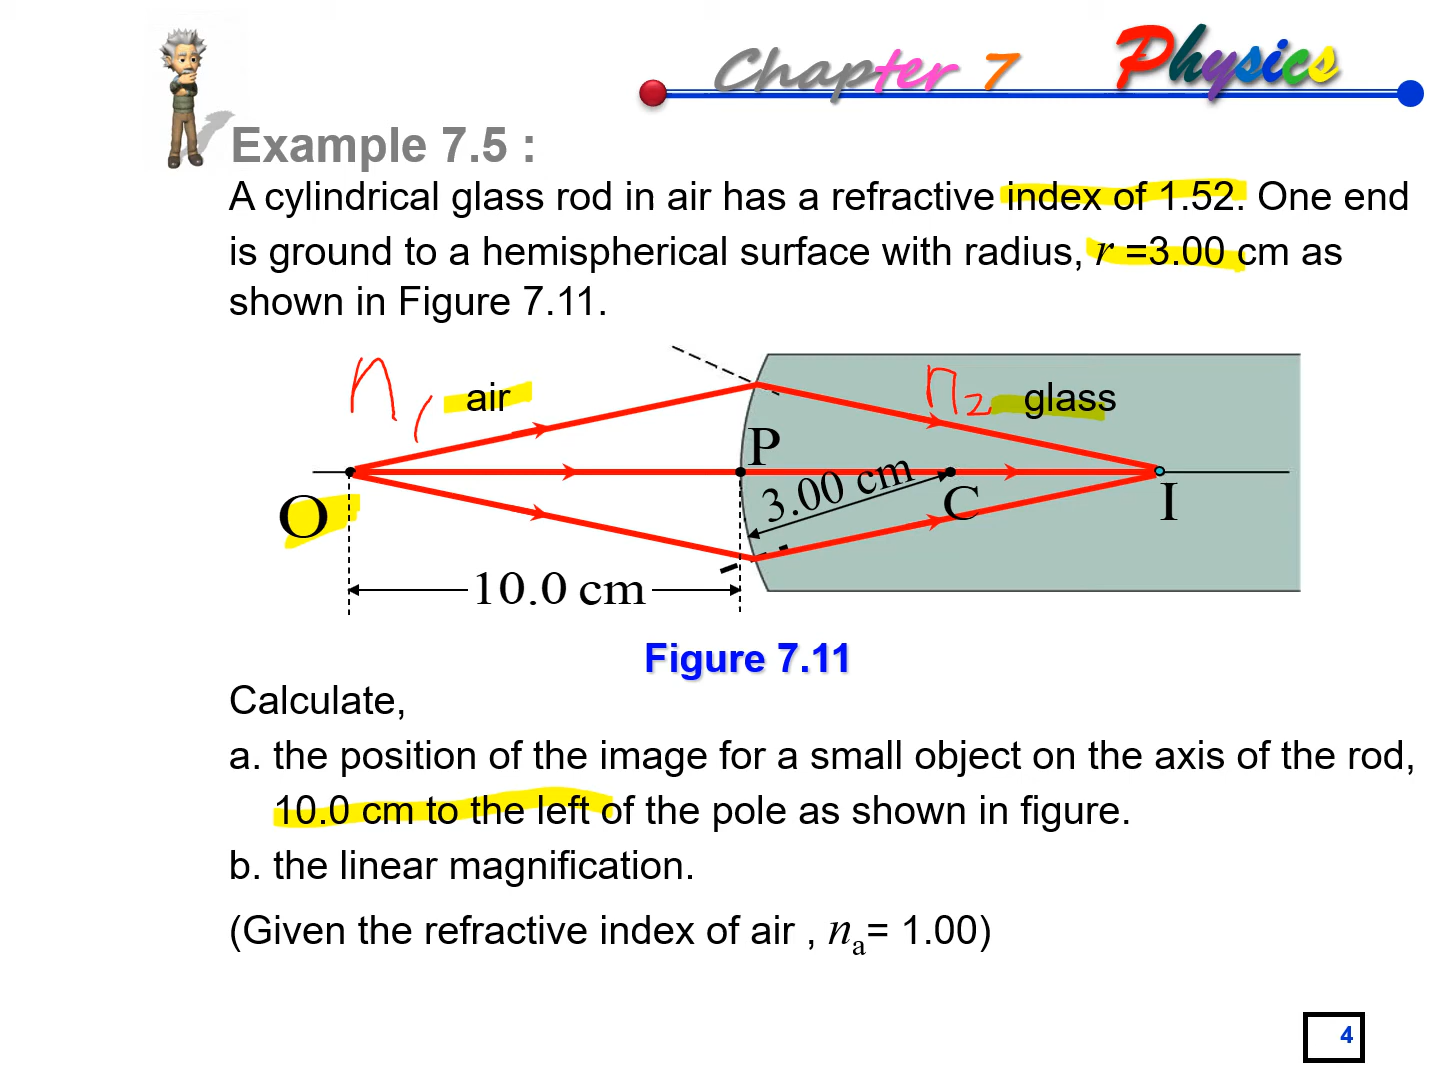 Chapter 7 Physics
Example 7.5 :
A cylindrical glass rod in air has a refractive index of 1.52. One end
is ground to a hemispherical surface with radius, r =3.00 cm as
shown in Figure 7.11.
n1 air n2 glass
P
3.00 cm
O C I
10.0 cm
Figure 7.11
Calculate,
a. the position of the image for a small object on the axis of the rod,
10.0 cm to the left of the pole as shown in figure.
b. the linear magnification.
(Given the refractive index of air , na= 1.00)
4